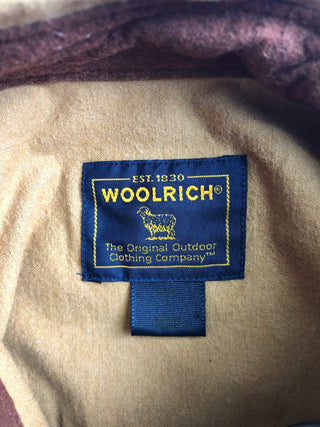 EST. 1830
WOOLRICH®
The Original Outdoor
Clothing Company™